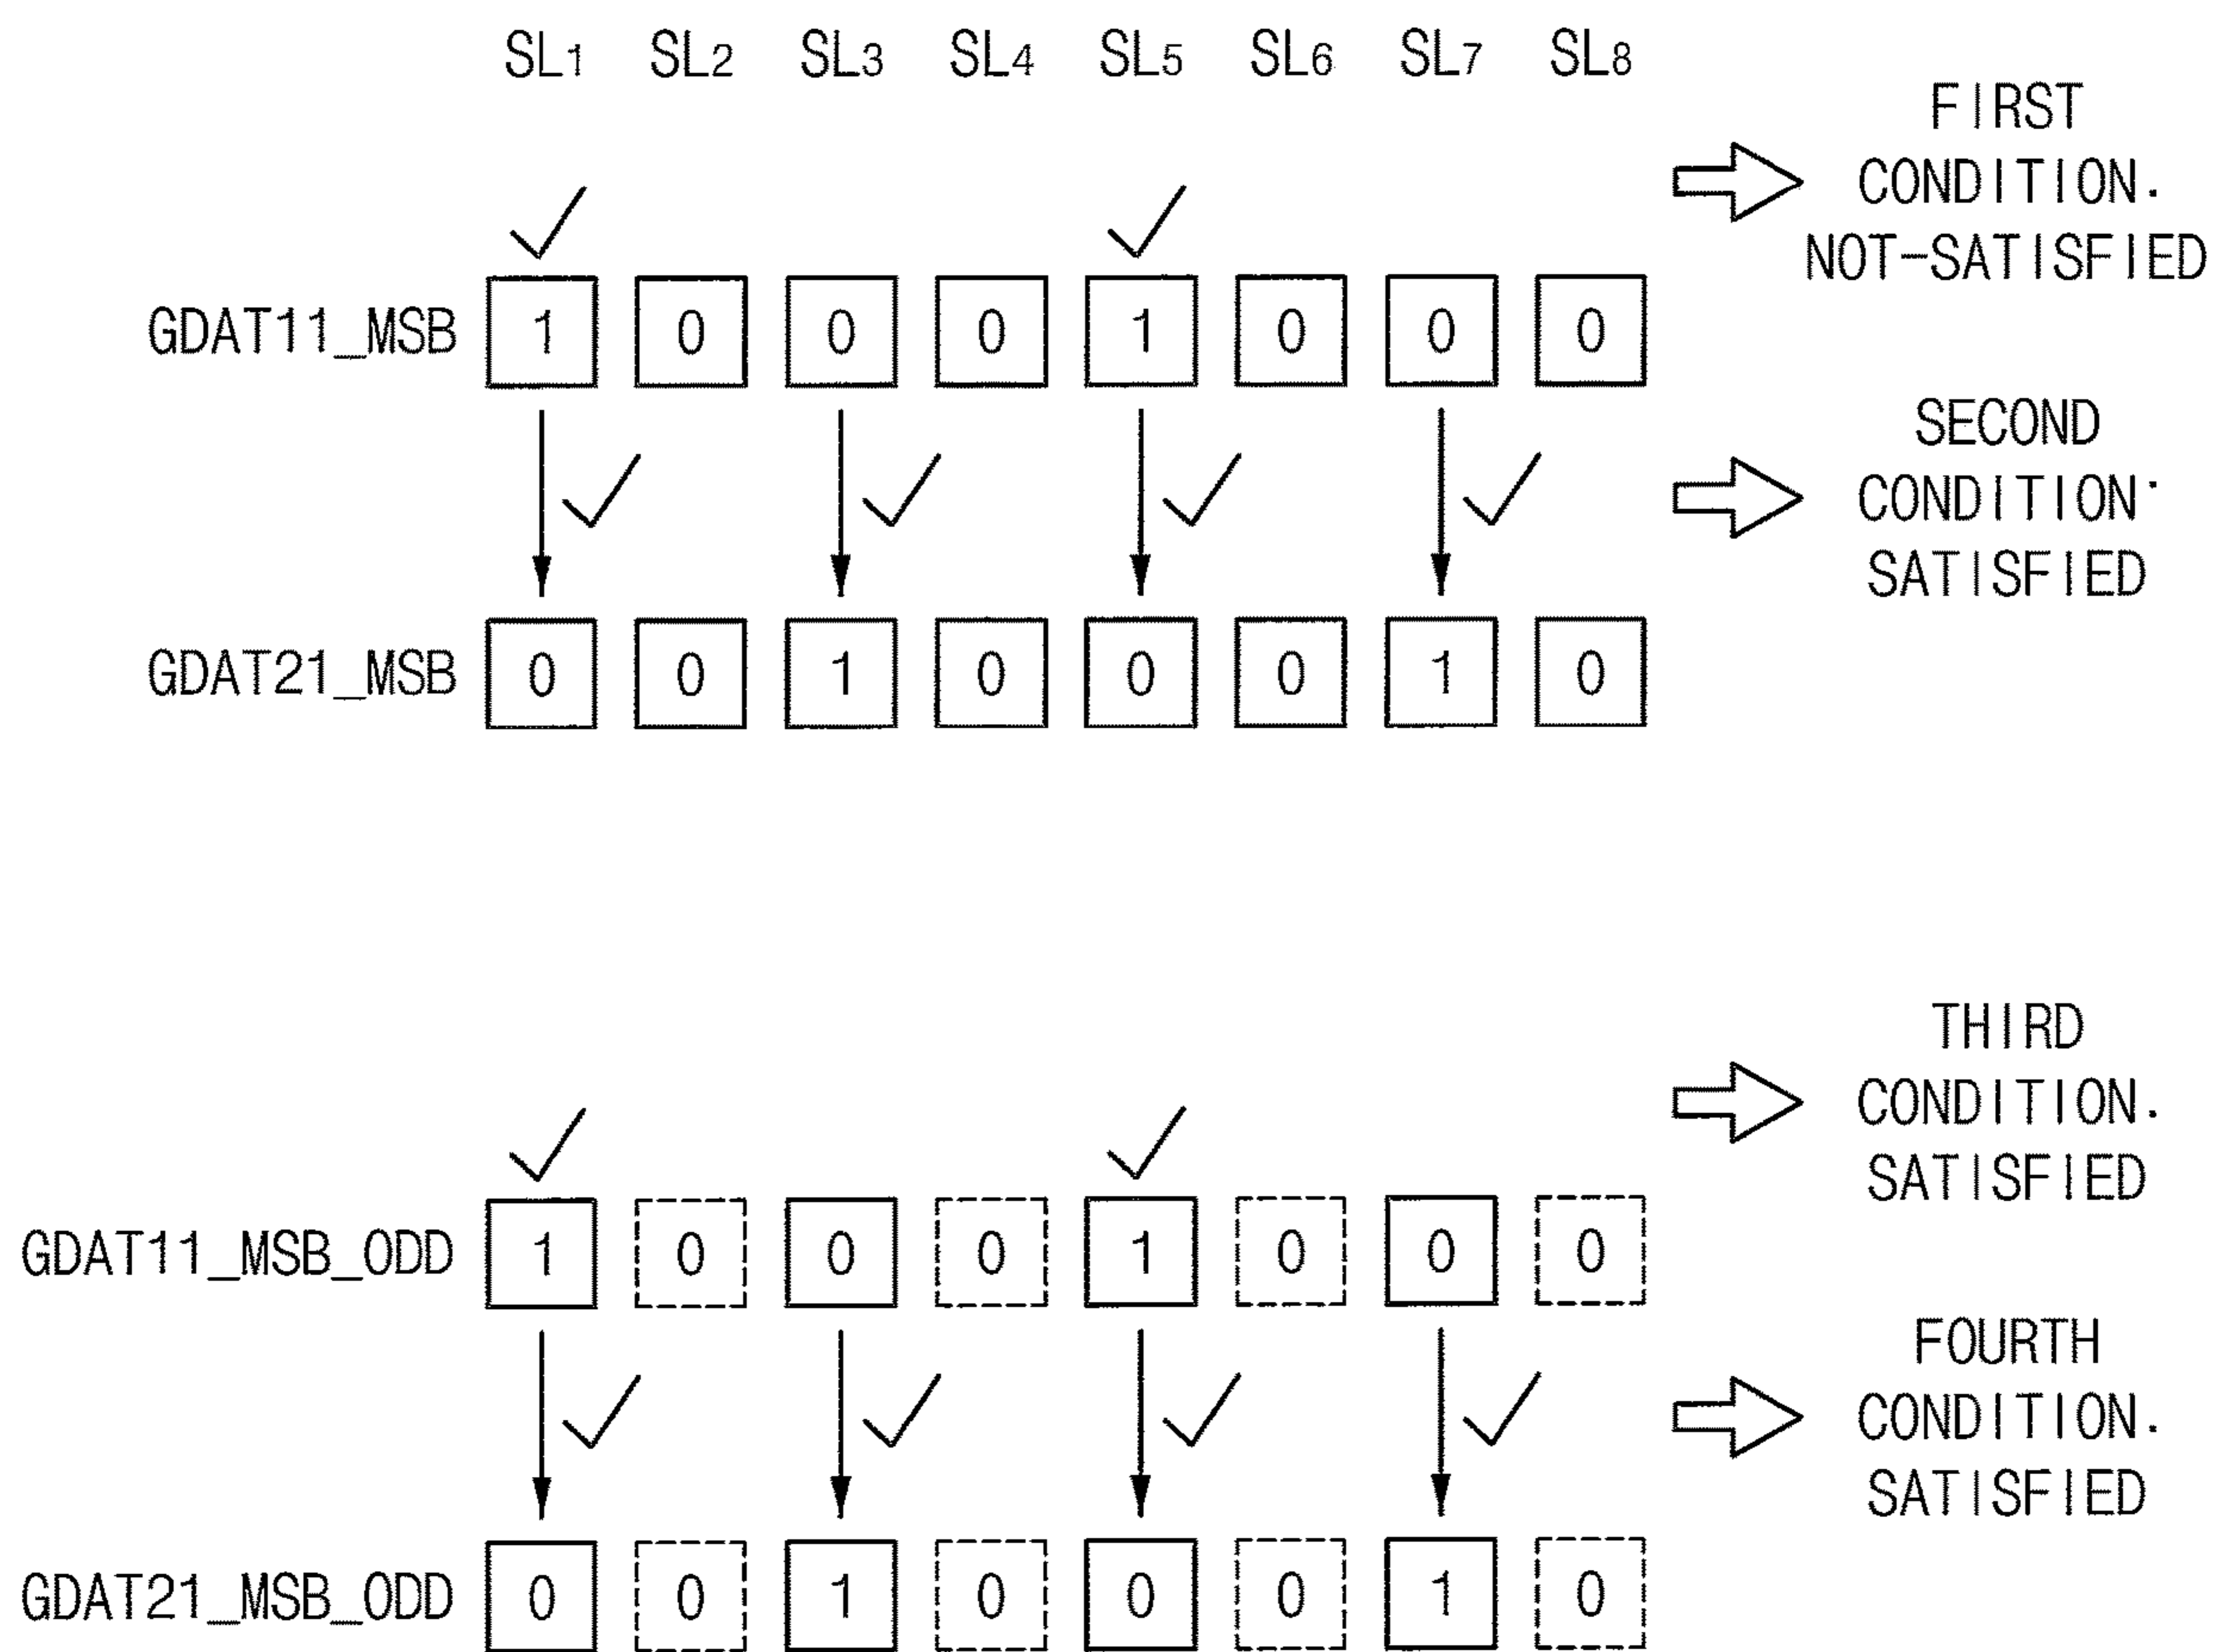 SL1 SL2 SL3 SL4 SL5 SL6 SL7 SL8
FIRST
CONDITION.
NOT-SATISFIED
GDAT11_MSB 1 0 0 0 1 0 0 0
SECOND
CONDITION·
SATISFIED
GDAT21_MSB 0 0 1 0 0 0 1 0
THIRD
CONDITION.
SATISFIED
GDAT11_MSB_ODD 1 0 0 0 1 0 0 0
FOURTH
CONDITION.
SATISFIED
GDAT21_MSB_ODD 0 0 1 0 0 0 1 0